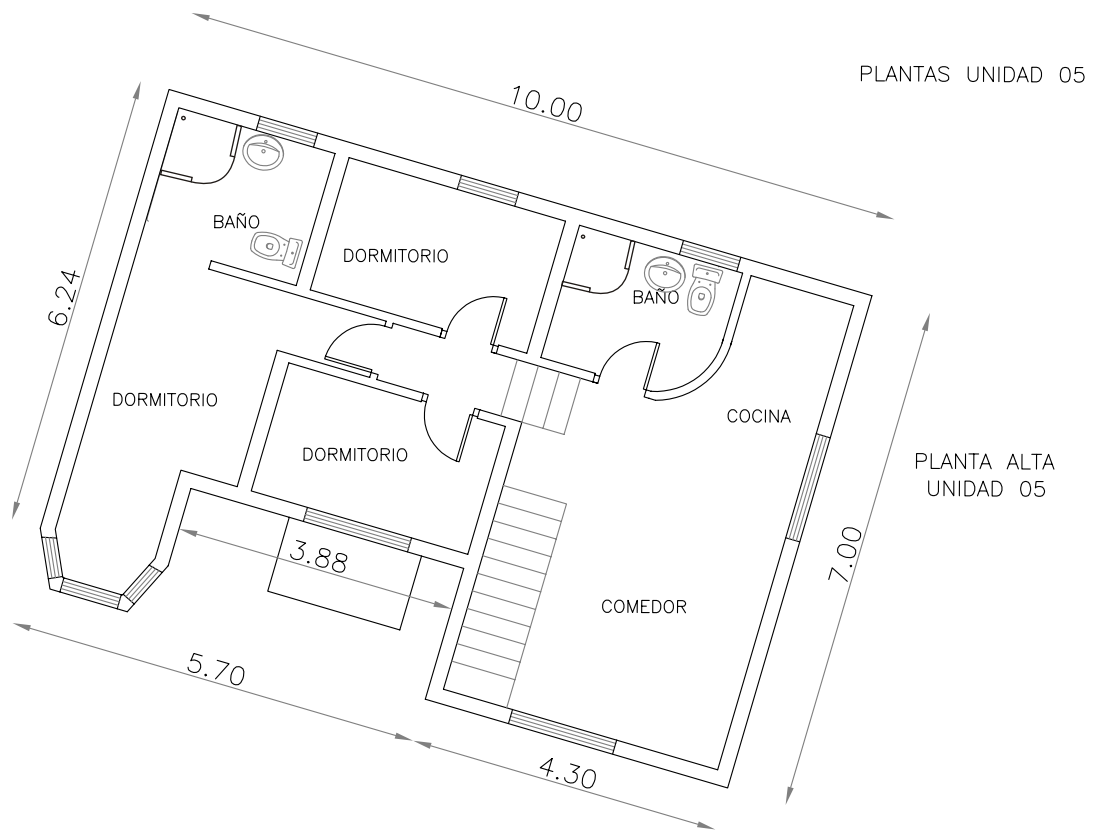 PLANTAS UNIDAD 05
10.00
BAÑO
DORMITORIO
6.24
BAÑO
DORMITORIO
COCINA
DORMITORIO
PLANTA ALTA
UNIDAD 05
3.88
7.00
COMEDOR
5.70
4.30